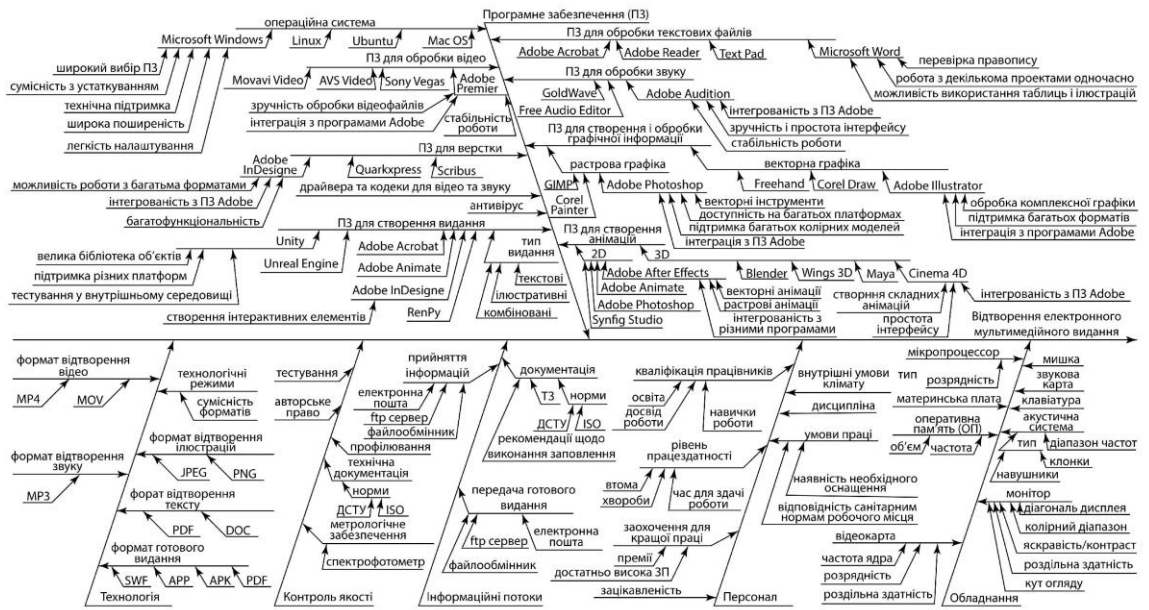 Програмне забезпечення (ПЗ)
операційна система
Microsoft Windows
Linux
Ubuntu
Mac OS
широкий вибір ПЗ
сумісність з устаткуванням
технічна підтримка
широка поширеність
легкість налаштування
ПЗ для обробки текстових файлів
Adobe Acrobat
Adobe Reader
Text Pad
Microsoft Word
перевірка правопису
робота з декількома проектами одночасно
можливість використання таблиць і ілюстрацій
ПЗ для обробки відео
Movavi Video
AVS Video
Sony Vegas
Adobe
Premier
зручність обробки відеофайлів
інтеграція з програмами Adobe
стабільність
роботи
ПЗ для обробки звуку
GoldWave
Free Audio Editor
Adobe Audition
інтегрованість з ПЗ Adobe
зручність і простота інтерфейсу
стабільність роботи
ПЗ для створення і обробки
графічної інформації
растрова графіка
GIMP
Corel
Painter
Adobe Photoshop
векторні інструменти
доступність на багатьох платформах
підтримка багатьох колірних моделей
інтеграція з ПЗ Adobe
векторна графіка
Freehand
Corel Draw
Adobe Illustrator
обробка комплексної графіки
підтримка багатьох форматів
інтеграція з програмами Adobe
ПЗ для верстки
Adobe
InDesigne
Quarkxpress
Scribus
можливість роботи з багатьма форматами
інтегрованість з ПЗ Adobe
багатофункціональність
драйвера та кодеки для відео та звуку
антивірус
ПЗ для створення видання
Unity
Unreal Engine
Adobe Acrobat
Adobe Animate
Adobe InDesigne
RenPy
тип
видання
текстові
ілюстративні
комбіновані
велика бібліотека об’єктів
підтримка різних платформ
тестування у внутрішньому середовищі
створення інтерактивних елементів
ПЗ для створення
анімацій
2D
3D
Adobe After Effects
Adobe Animate
Adobe Photoshop
Synfig Studio
векторні анімації
растрові анімації
інтегрованість з
різними програмами
Blender
Wings 3D
Maya
Cinema 4D
створння складних
анімацій
простота
інтерфейсу
інтегрованість з ПЗ Adobe
Відтворення електронного
мультимедійного видання
формат відтворення
відео
MP4
MOV
технологічні
режими
сумісність
форматів
формат відтворення
ілюстрацій
JPEG
PNG
формат відтворення
звуку
MP3
форат відтворення
тексту
PDF
DOC
формат готового
видання
SWF
APP
APK
PDF
Технологія
тестування
авторське
право
профілювання
технічна
документація
норми
ДСТУ
ISO
метрологічне
забезпечення
спектрофотометр
Контроль якості
прийняття
інформацій
електронна
пошта
ftp сервер
файлообмінник
документація
ТЗ
норми
ДСТУ
ISO
рекомендації щодо
виконання заповлення
передача готового
видання
ftp сервер
електронна
пошта
файлообмінник
Інформаційні потоки
кваліфікація працівників
освіта
досвід
роботи
навички
роботи
внутрішні умови
клімату
дисципліна
умови праці
наявність необхідного
оснащення
відповідність санітарним
нормам робочого місця
рівень
працездатності
втома
хвороби
час для здачі
роботи
заохочення для
кращої праці
премії
достатньо висока ЗП
зацікавленість
Персонал
мікропроцессор
тип
розрядність
материнська плата
оперативна
пам’ять (ОП)
об’єм
частота
мишка
звукова
карта
клавіатура
акустична
система
тип
діапазон частот
клонки
навушники
монітор
діагональ дисплея
колірний діапазон
яскравість/контраст
роздільна здатність
кут огляду
відеокарта
частота ядра
розрядність
роздільна здатність
Обладнання